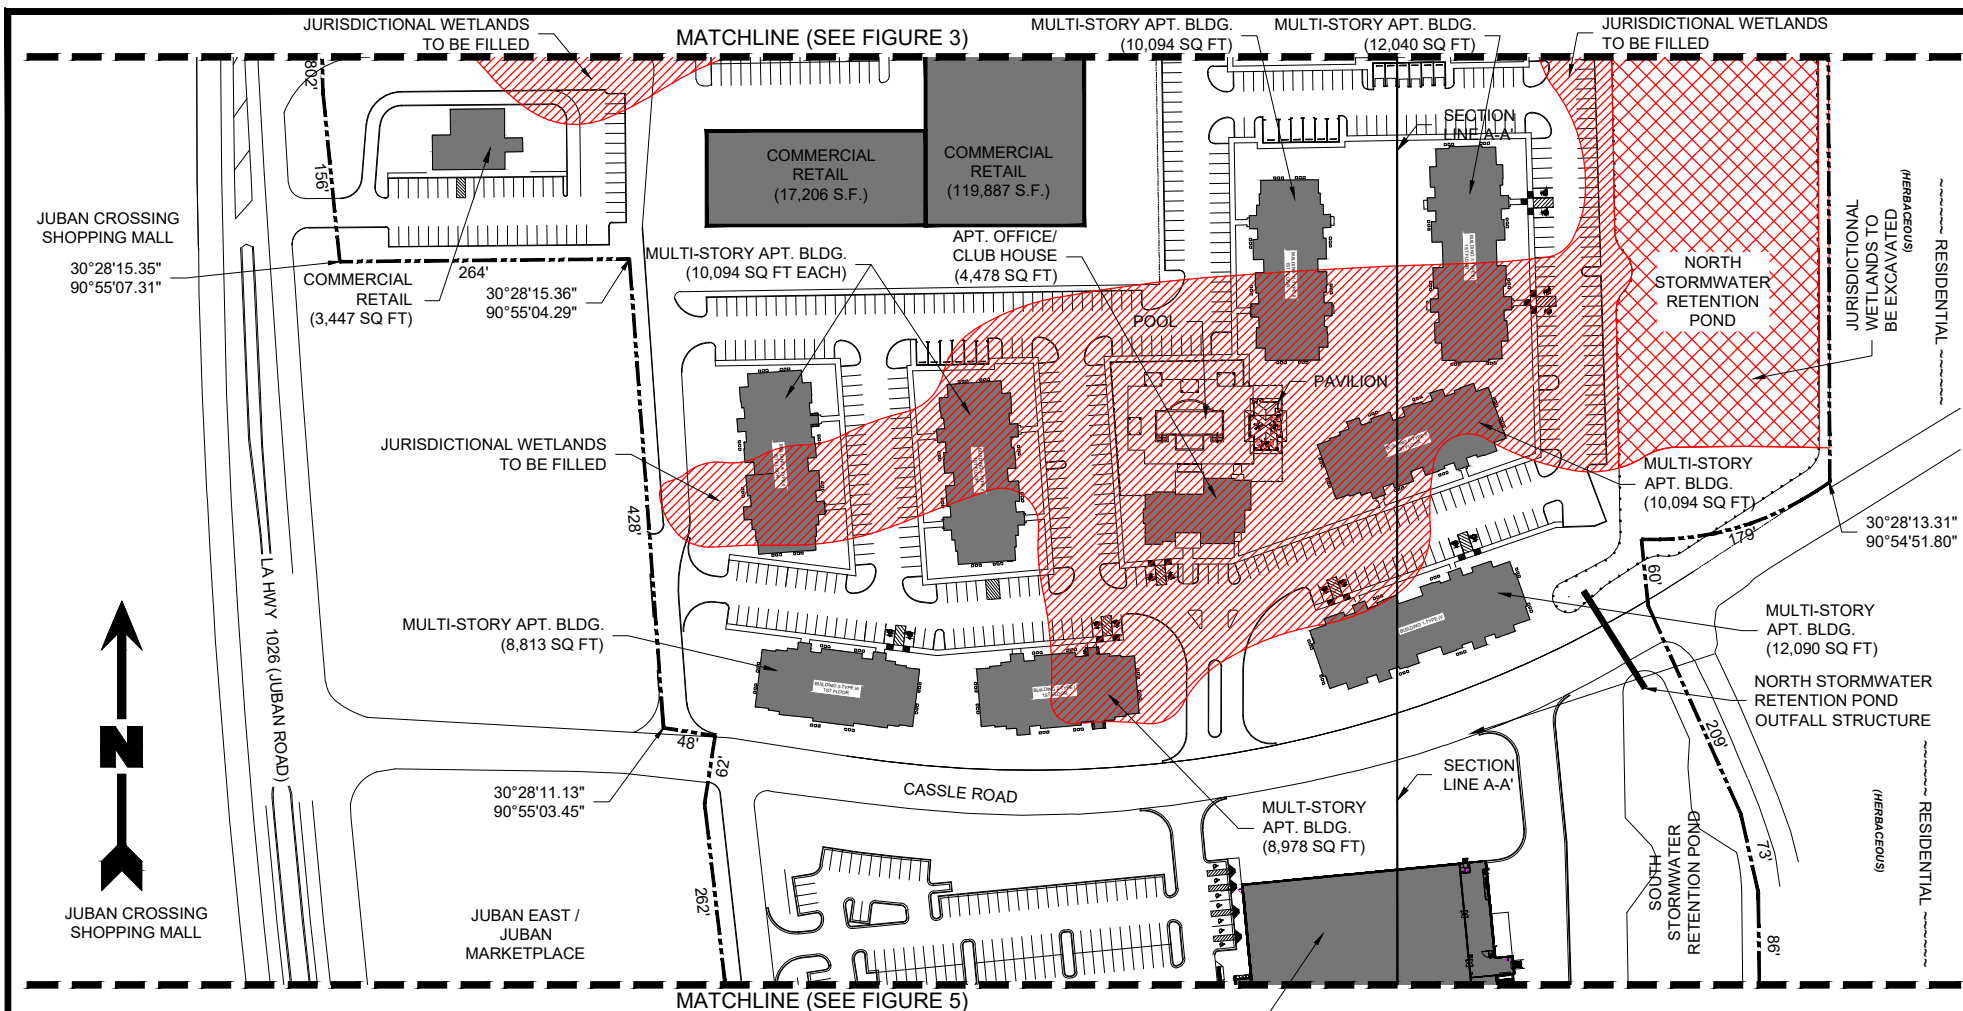 MATCHLINE (SEE FIGURE 3)
JURISDICTIONAL WETLANDS
TO BE FILLED
MULTI-STORY APT. BLDG.
(10,094 SQ FT)
MULTI-STORY APT. BLDG.
(12,040 SQ FT)
JURISDICTIONAL WETLANDS
TO BE FILLED
802'
156'
SECTION
LINE A-A'
COMMERCIAL
RETAIL
(17,206 S.F.)
COMMERCIAL
RETAIL
(119,887 S.F.)
JUBAN CROSSING
SHOPPING MALL
30°28'15.35"
90°55'07.31"
264'
COMMERCIAL
RETAIL
(3,447 SQ FT)
30°28'15.36"
90°55'04.29"
MULTI-STORY APT. BLDG.
(10,094 SQ FT EACH)
APT. OFFICE/
CLUB HOUSE
(4,478 SQ FT)
POOL
PAVILION
NORTH
STORMWATER
RETENTION
POND
JURISDICTIONAL
WETLANDS TO
BE EXCAVATED
(HERBACEOUS)
~~~~~ RESIDENTIAL ~~~~~
JURISDICTIONAL WETLANDS
TO BE FILLED
428'
MULTI-STORY
APT. BLDG.
(10,094 SQ FT)
30°28'13.31"
90°54'51.80"
179'
60'
LA HWY 1026 (JUBAN ROAD)
N
MULTI-STORY APT. BLDG.
(8,813 SQ FT)
BUILDING 3-TYPE IA
1ST FLOOR
BUILDING 1-TYPE IV
MULTI-STORY
APT. BLDG.
(12,090 SQ FT)
NORTH STORMWATER
RETENTION POND
OUTFALL STRUCTURE
209'
48'
62'
30°28'11.13"
90°55'03.45"
CASSLE ROAD
SECTION
LINE A-A'
MULT-STORY
APT. BLDG.
(8,978 SQ FT)
SOUTH
STORMWATER
RETENTION POND
73'
86'
(HERBACEOUS)
~~~~~ RESIDENTIAL ~~~~~
262'
JUBAN CROSSING
SHOPPING MALL
JUBAN EAST /
JUBAN
MARKETPLACE
MATCHLINE (SEE FIGURE 5)